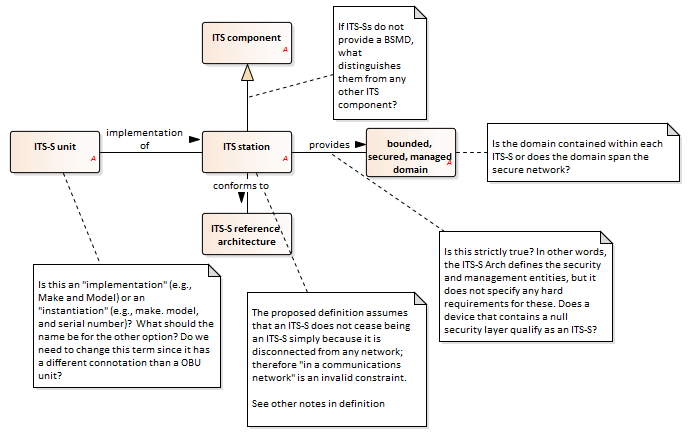 ITS component
A
If ITS-Ss do not
provide a BSMD,
what
distinguishes
them from any
other ITS
component?
ITS-S unit
A
implementation
of
ITS station
A
provides
bounded,
secured, managed
domain
A
Is the domain contained within each
ITS-S or does the domain span the
secure network?
conforms to
ITS-S reference
architecture
Is this an "implementation" (e.g.,
Make and Model) or an
"instantiation" (e.g., make. model,
and serial number)? What should the
name be for the other option? Do we
need to change this term since it has
a different connotation than a OBU
unit?
The proposed definition assumes
that an ITS-S does not cease being
an ITS-S simply because it is
disconnected from any network;
therefore "in a communications
network" is an invalid constraint.
See other notes in definition
Is this strictly true? In other words,
the ITS-S Arch defines the security
and management entities, but it
does not specify any hard
requirements for these. Does a
device that contains a null
security layer qualify as an ITS-S?